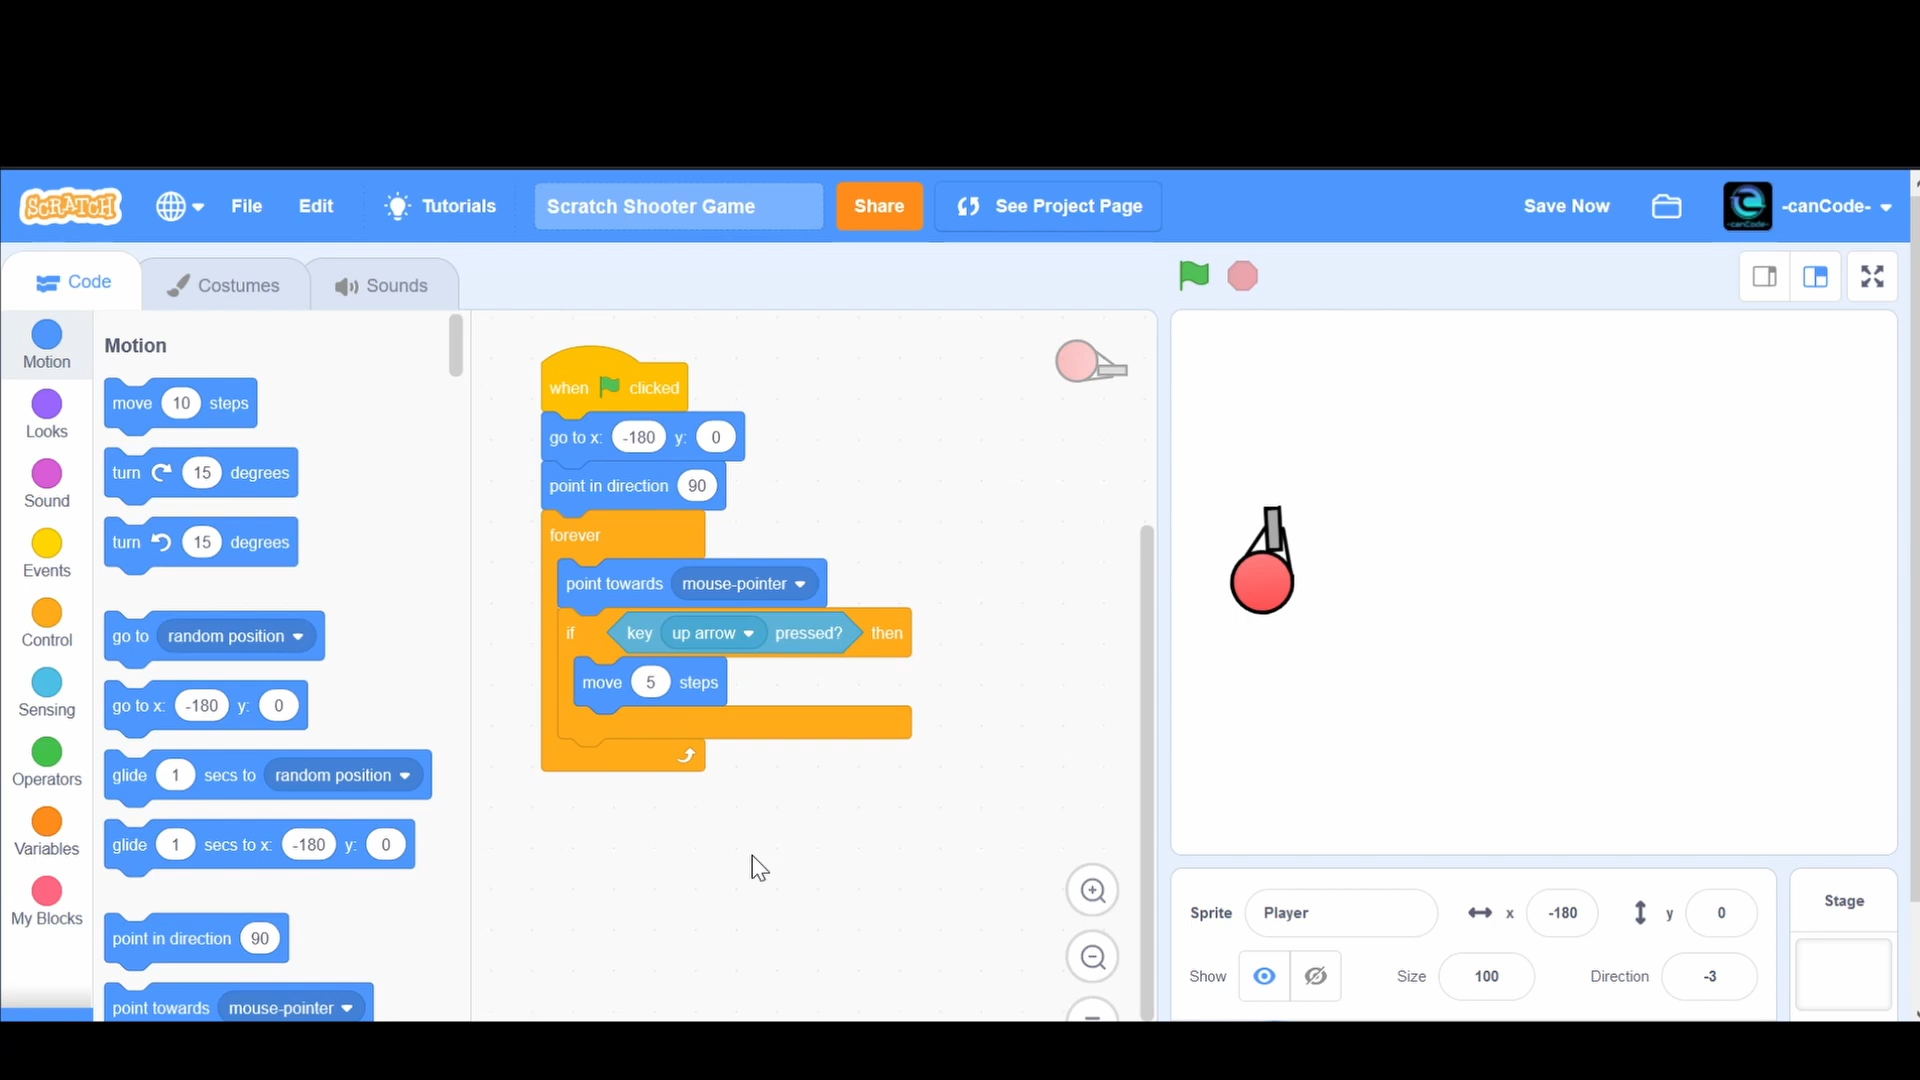 SCRATCH File Edit Tutorials Scratch Shooter Game Share See Project Page Save Now -canCode-
Code Costumes Sounds
Motion
Looks
Sound
Events
Control
Sensing
Operators
Variables
My Blocks
Motion
move 10 steps
turn 15 degrees
turn 15 degrees
go to random position
go to x: -180 y: 0
glide 1 secs to random position
glide 1 secs to x: -180 y: 0
point in direction 90
point towards mouse-pointer
when clicked
go to x: -180 y: 0
point in direction 90
forever
point towards mouse-pointer
if key up arrow pressed? then
move 5 steps
Sprite Player x -180 y 0
Show Size 100 Direction -3
Stage